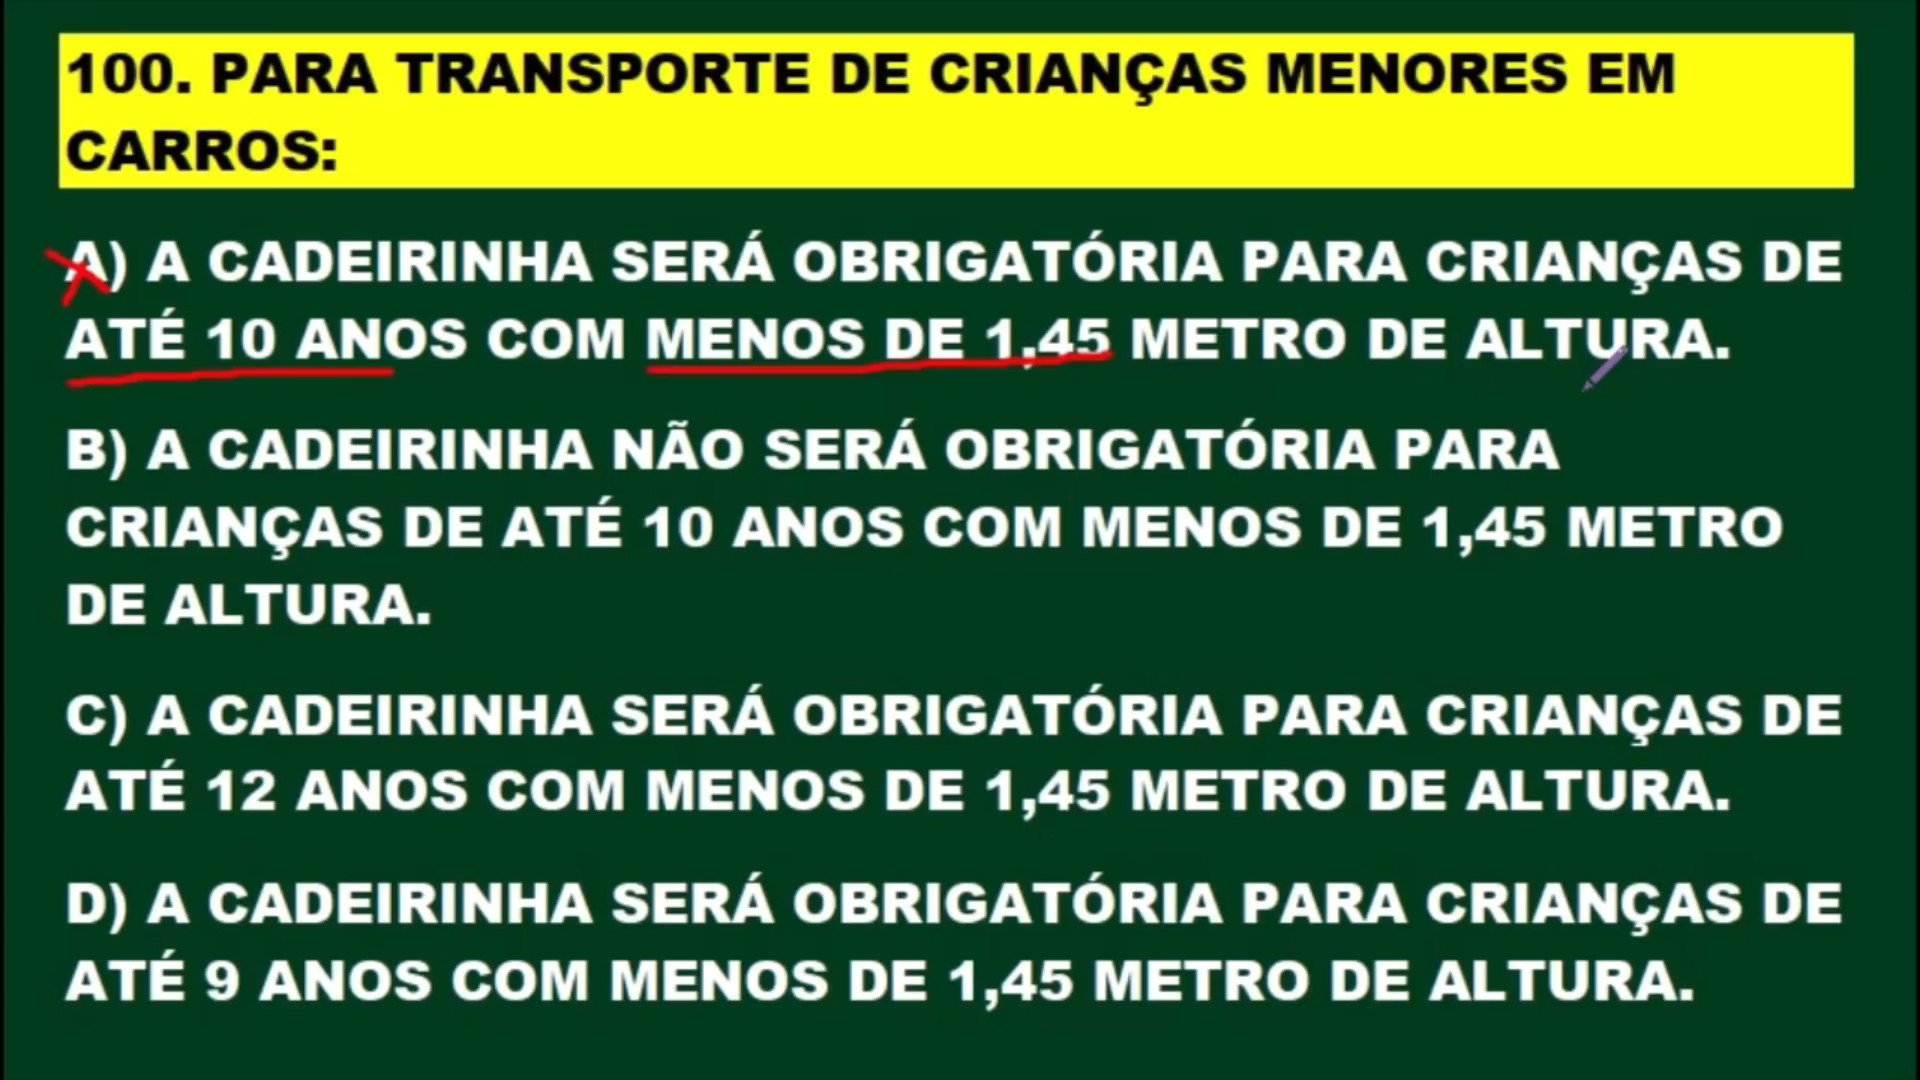 100. PARA TRANSPORTE DE CRIANÇAS MENORES EM
CARROS:
A) A CADEIRINHA SERÁ OBRIGATÓRIA PARA CRIANÇAS DE
ATÉ 10 ANOS COM MENOS DE 1,45 METRO DE ALTURA.
B) A CADEIRINHA NÃO SERÁ OBRIGATÓRIA PARA
CRIANÇAS DE ATÉ 10 ANOS COM MENOS DE 1,45 METRO
DE ALTURA.
C) A CADEIRINHA SERÁ OBRIGATÓRIA PARA CRIANÇAS DE
ATÉ 12 ANOS COM MENOS DE 1,45 METRO DE ALTURA.
D) A CADEIRINHA SERÁ OBRIGATÓRIA PARA CRIANÇAS DE
ATÉ 9 ANOS COM MENOS DE 1,45 METRO DE ALTURA.